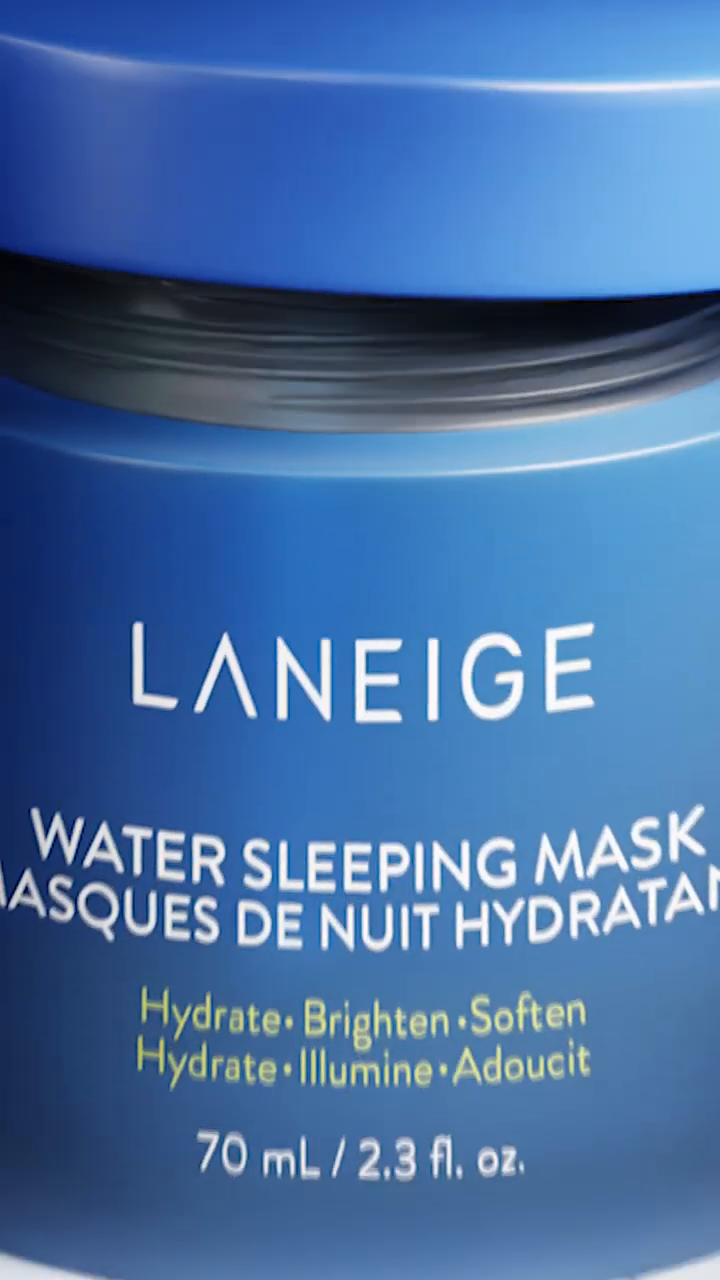 LANEIGE
WATER SLEEPING MASK
MASQUES DE NUIT HYDRATAN
Hydrate • Brighten • Soften
Hydrate • Illumine • Adoucit
70 mL / 2.3 fl. oz.